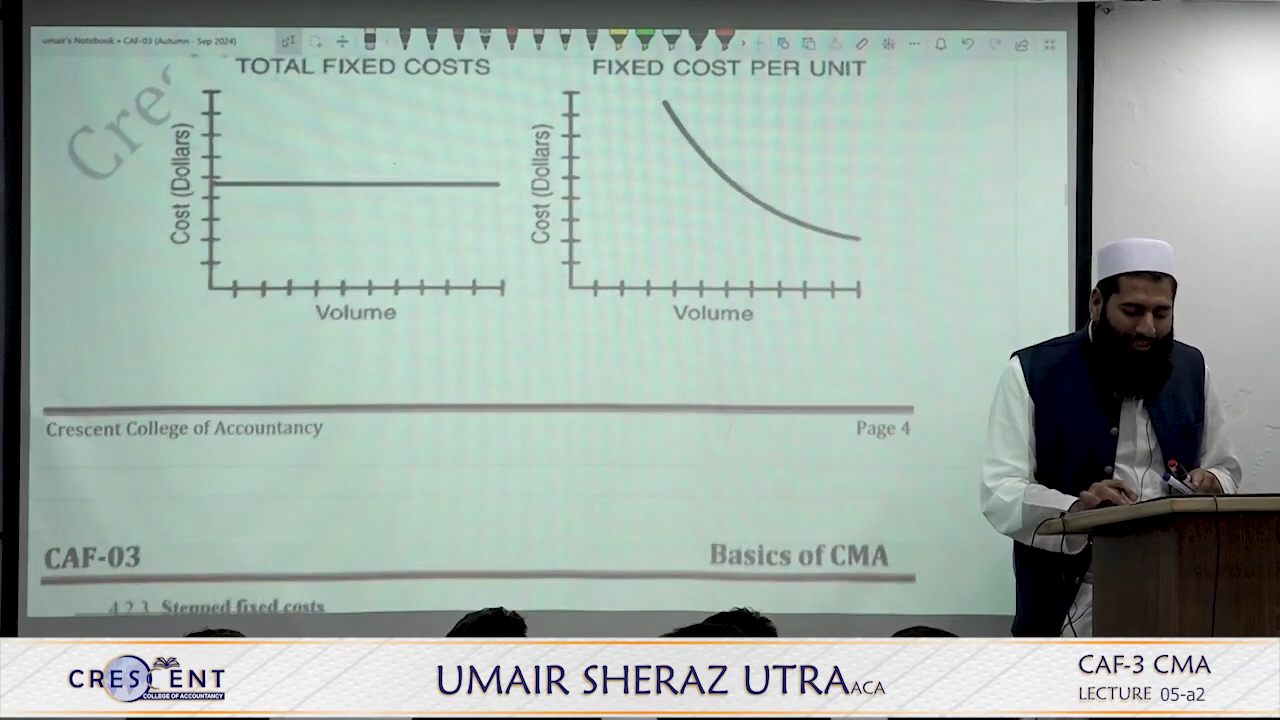 umair's Notebook » CAF-03 (Autumn - Sep 2024)
TOTAL FIXED COSTS
FIXED COST PER UNIT
Cres
Cost (Dollars)
Cost (Dollars)
Volume
Volume
Crescent College of Accountancy
Page 4
CAF-03
Basics of CMA
4.2.3 Stepped fixed costs
CRESCENT
COLLEGE OF ACCOUNTANCY
UMAIR SHERAZ UTRA ACA
CAF-3 CMA
LECTURE 05-a2